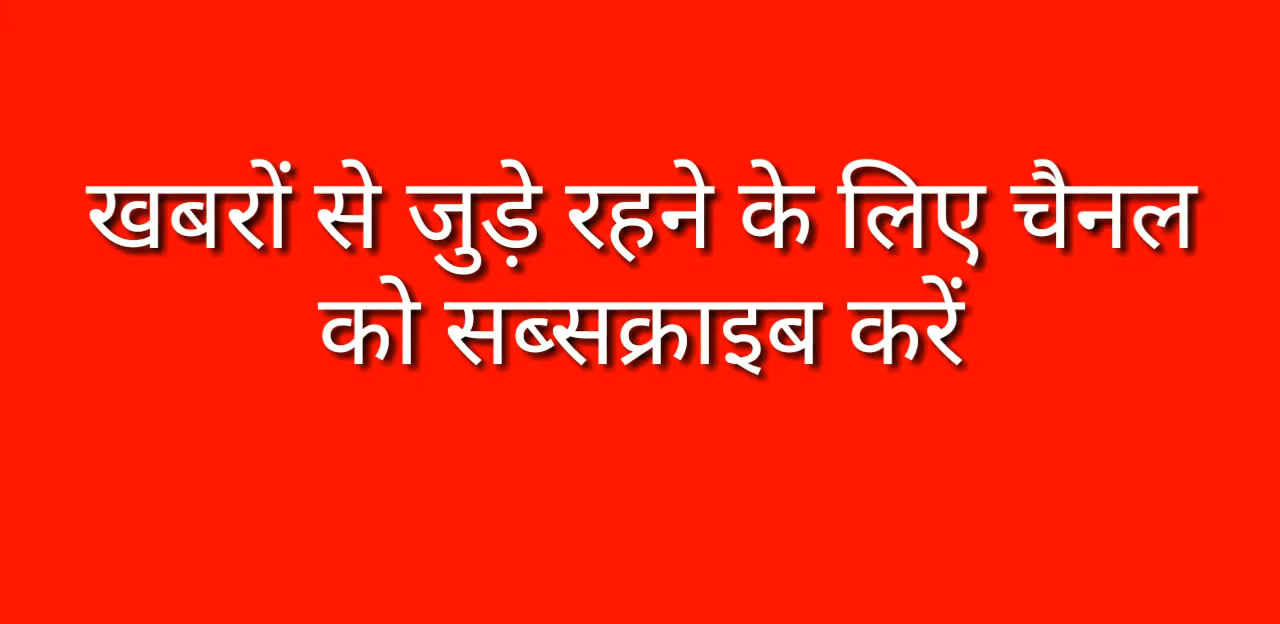 खबरों से जुड़े रहने के लिए चैनल
को सब्सक्राइब करें